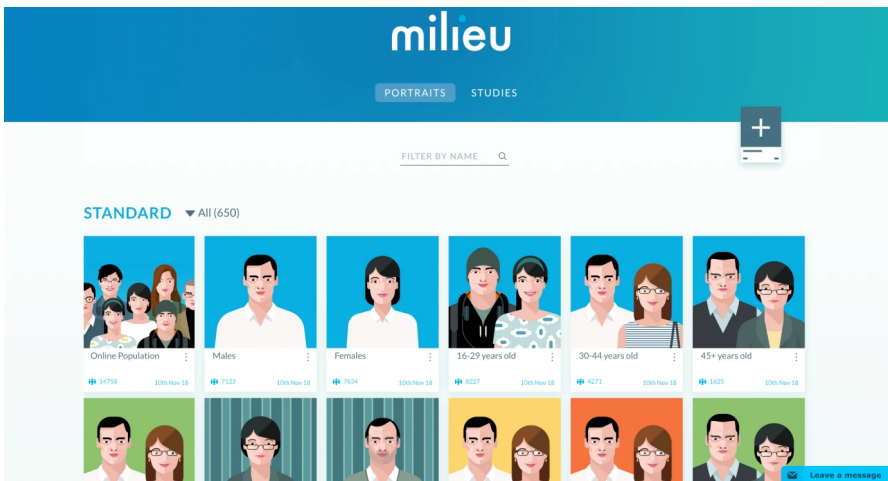 milieu
PORTRAITS STUDIES
FILTER BY NAME
STANDARD All (650)
Online Population Males Females 16-29 years old 30-44 years old 45+ years old
14758 10th Nov 18 7123 10th Nov 18 7634 10th Nov 18 8227 10th Nov 18 4271 10th Nov 18 1625 10th Nov 18
Leave a message